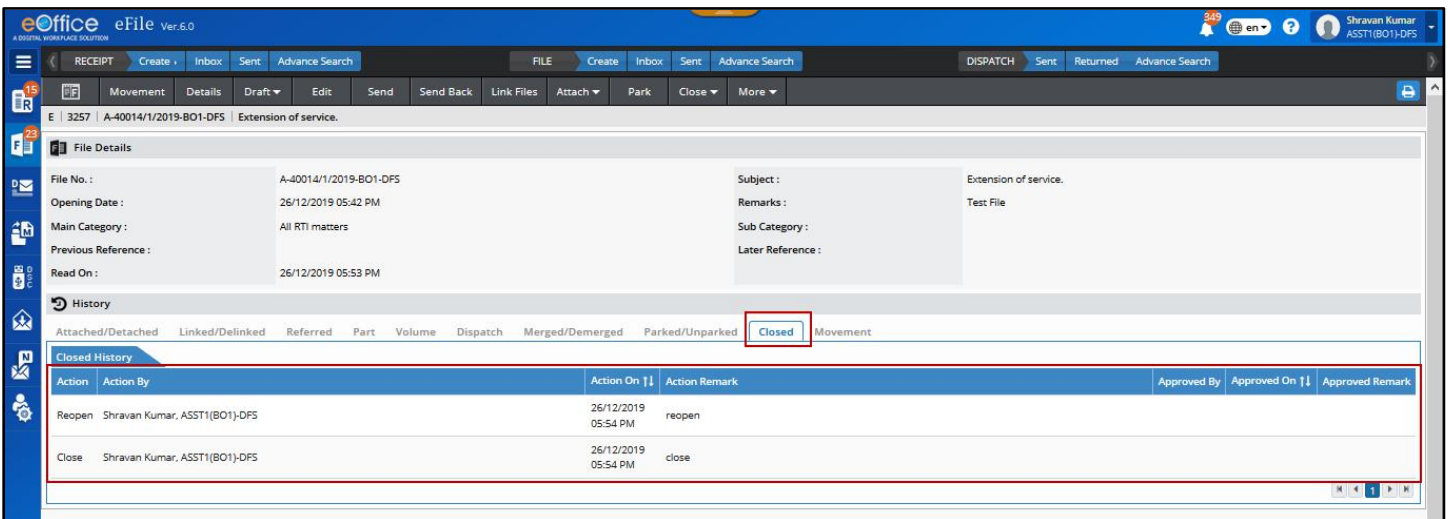 eOffice eFile Ver.6.0
A DIGITAL WORKPLACE SOLUTION
349
en
?
Shravan Kumar
ASST1(BO1)-DFS
RECEIPT Create Inbox Sent Advance Search FILE Create Inbox Sent Advance Search DISPATCH Sent Returned Advance Search
15
R
Movement Details Draft Edit Send Send Back Link Files Attach Park Close More
E | 3257 | A-40014/1/2019-BO1-DFS | Extension of service.
23
F
File Details
D
M
DSC
N
File No. : A-40014/1/2019-BO1-DFS Subject : Extension of service.
Opening Date : 26/12/2019 05:42 PM Remarks : Test File
Main Category : All RTI matters Sub Category :
Previous Reference : Later Reference :
Read On : 26/12/2019 05:53 PM
History
Attached/Detached Linked/Delinked Referred Part Volume Dispatch Merged/Demerged Parked/Unparked Closed Movement
Closed History
Action Action By Action On Action Remark Approved By Approved On Approved Remark
Reopen Shravan Kumar, ASST1(BO1)-DFS 26/12/2019 05:54 PM reopen
Close Shravan Kumar, ASST1(BO1)-DFS 26/12/2019 05:54 PM close
1